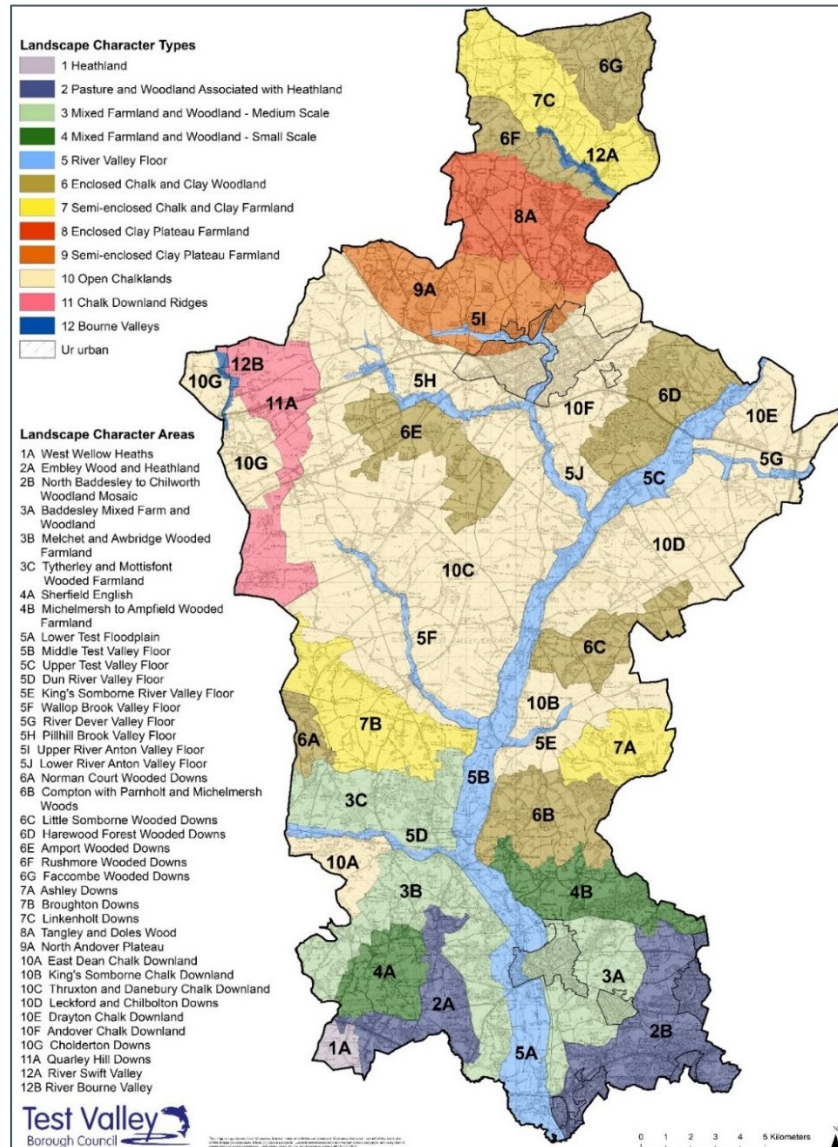 Landscape Character Types
1 Heathland
2 Pasture and Woodland Associated with Heathland
3 Mixed Farmland and Woodland - Medium Scale
4 Mixed Farmland and Woodland - Small Scale
5 River Valley Floor
6 Enclosed Chalk and Clay Woodland
7 Semi-enclosed Chalk and Clay Farmland
8 Enclosed Clay Plateau Farmland
9 Semi-enclosed Clay Plateau Farmland
10 Open Chalklands
11 Chalk Downland Ridges
12 Bourne Valleys
Ur urban
Landscape Character Areas
1A West Wellow Heaths
2A Embley Wood and Heathland
2B North Baddesley to Chilworth
Woodland Mosaic
3A Baddesley Mixed Farm and
Woodland
3B Melchet and Awbridge Wooded
Farmland
3C Tytherley and Mottisfont
Wooded Farmland
4A Sherfield English
4B Michelmersh to Ampfield Wooded
Farmland
5A Lower Test Floodplain
5B Middle Test Valley Floor
5C Upper Test Valley Floor
5D Dun River Valley Floor
5E King's Somborne River Valley Floor
5F Wallop Brook Valley Floor
5G River Dever Valley Floor
5H Pillhill Brook Valley Floor
5I Upper River Anton Valley Floor
5J Lower River Anton Valley Floor
6A Norman Court Wooded Downs
6B Compton with Parnholt and Michelmersh
Woods
6C Little Somborne Wooded Downs
6D Harewood Forest Wooded Downs
6E Amport Wooded Downs
6F Rushmore Wooded Downs
6G Faccombe Wooded Downs
7A Ashley Downs
7B Broughton Downs
7C Linkenholt Downs
8A Tangley and Doles Wood
9A North Andover Plateau
10A East Dean Chalk Downland
10B King's Somborne Chalk Downland
10C Thruxton and Danebury Chalk Downland
10D Leckford and Chilbolton Downs
10E Drayton Chalk Downland
10F Andover Chalk Downland
10G Cholderton Downs
11A Quarley Hill Downs
12A River Swift Valley
12B River Bourne Valley
Test Valley
Borough Council
6G
7C
6F
12A
8A
9A
5I
12B
10G
11A
5H
10F
6D
10E
6E
10G
5G
5J
5C
10D
10C
5F
6C
10B
7B
6A
5E
7A
5B
3C
6B
5D
10A
3B
4B
4A
3A
2A
2B
1A
5A
0 1 2 3 4 5 Kilometers